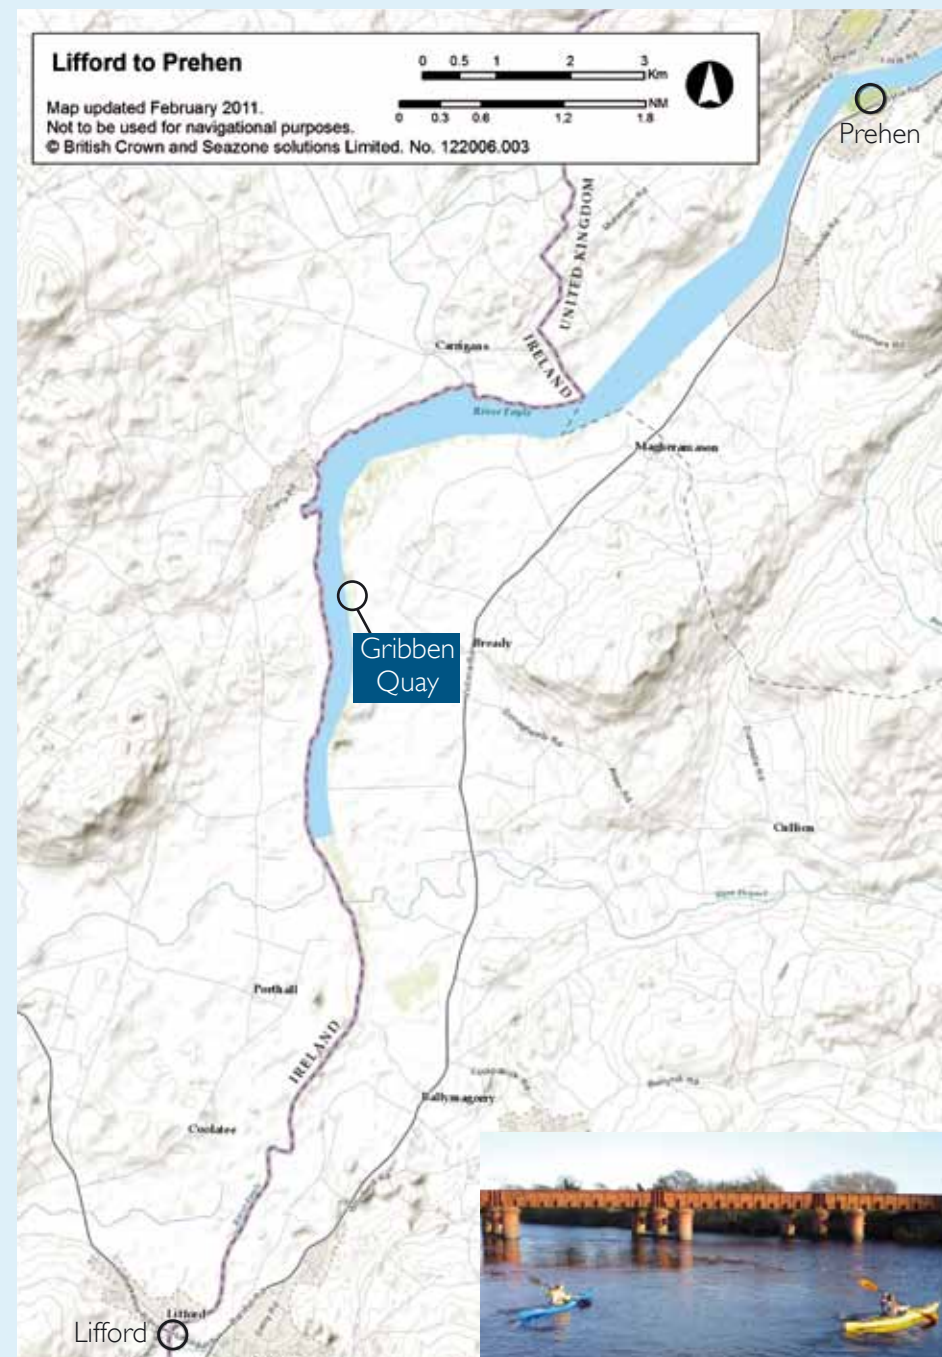 Lifford to Prehen
Map updated February 2011.
Not to be used for navigational purposes.
© British Crown and Seazone solutions Limited. No. 122006.003
0 0.5 1 2 3
Km
NM
0 0.3 0.6 1.2 1.8
Prehen
UNITED KINGDOM
IRELAND
Carrigans
River Foyle
Magheramason
Gribben
Quay
Bready
Cullion
Porthall
IRELAND
Ballymagorry
Coolatee
Lifford
Lifford